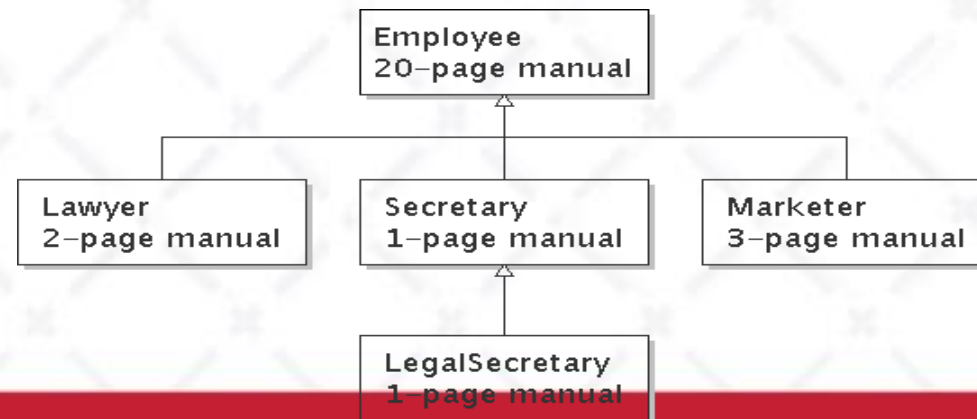 Employee
20-page manual
Lawyer
2-page manual
Secretary
1-page manual
Marketer
3-page manual
LegalSecretary
1-page manual